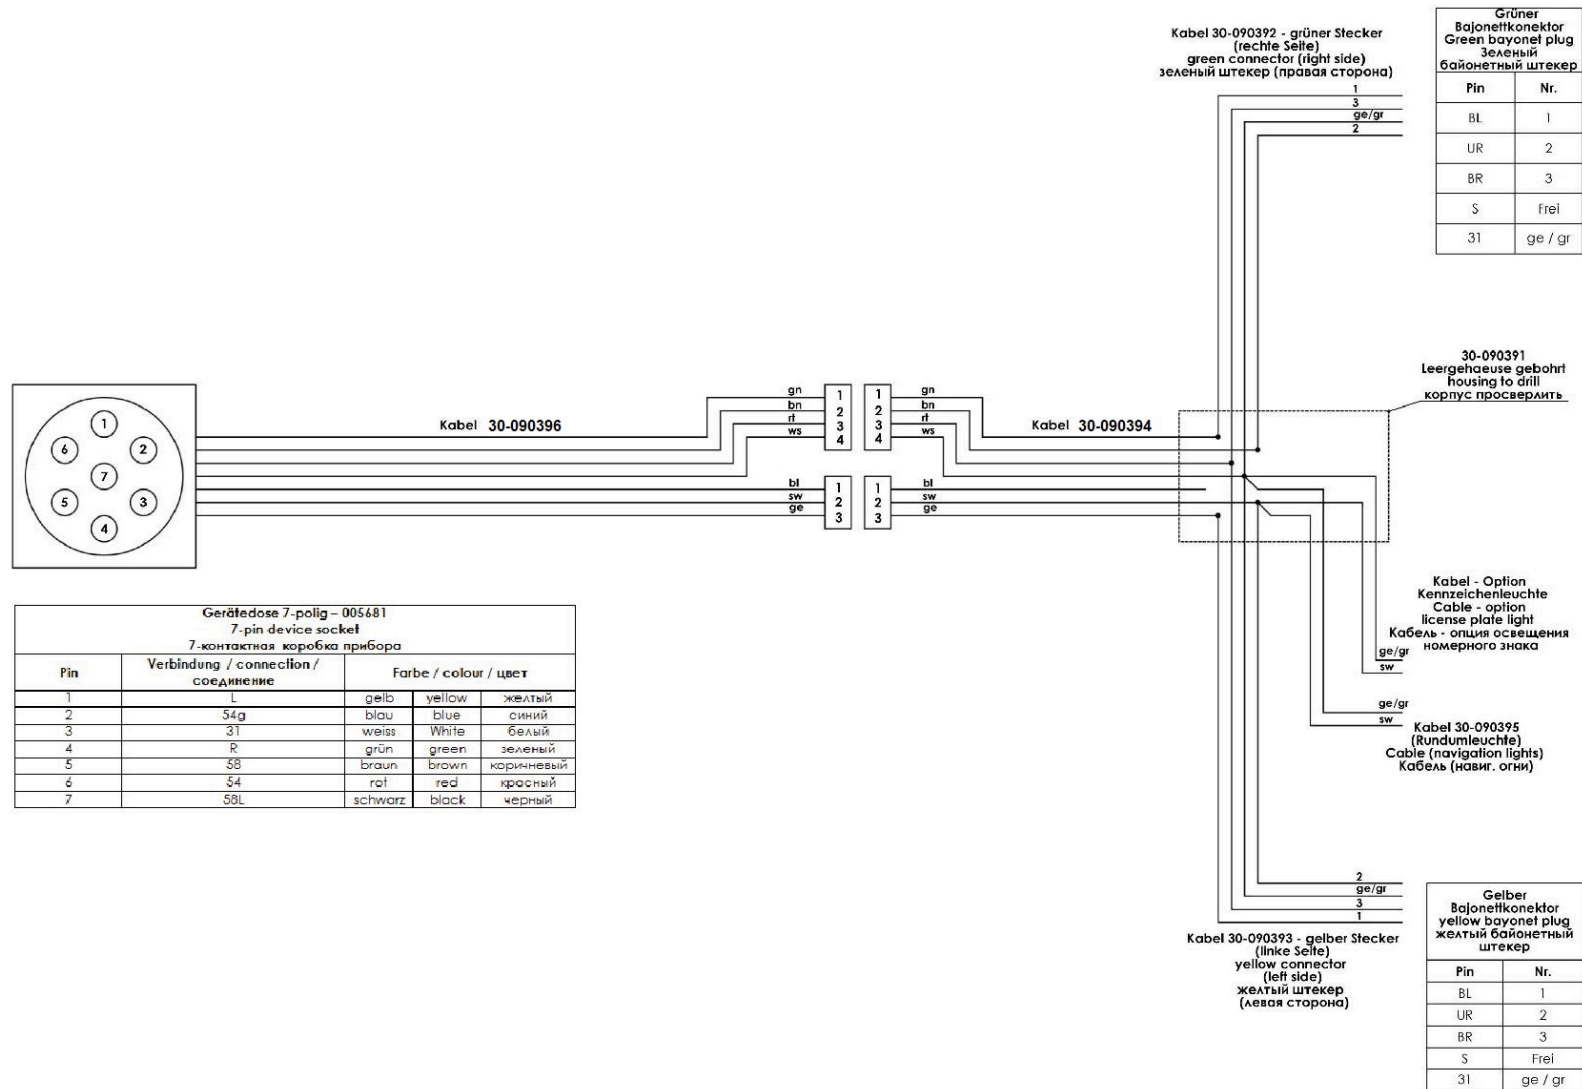 Kabel 30-090392 - grüner Stecker
(rechte Seite)
green connector (right side)
зеленый штекер (правая сторона)
1
3
ge/gr
2
Grüner
Bajonettkonektor
Green bayonet plug
Зеленый
байонетный штекер
Pin Nr.
BL 1
UR 2
BR 3
S Frei
31 ge / gr
30-090391
Leergehaeuse gebohrt
housing to drill
корпус просверлить
1
2
3
4
5
6
7
Kabel 30-090396
gn
bn
rt
ws
bl
sw
ge
1
2
3
4
1
2
3
1
2
3
4
1
2
3
gn
bn
rt
ws
bl
sw
ge
Kabel 30-090394
Kabel - Option
Kennzeichenleuchte
Cable - option
license plate light
Кабель - опция освещения
номерного знака
ge/gr
sw
ge/gr
sw
Kabel 30-090395
(Rundumleuchte)
Cable (navigation lights)
Кабель (навиг. огни)
Gerätedose 7-polig – 005681
7-pin device socket
7-контактная коробка прибора
Pin Verbindung / connection / соединение Farbe / colour / цвет
1 L gelb yellow желтый
2 54g blau blue синий
3 31 weiss White белый
4 R grün green зеленый
5 58 braun brown коричневый
6 54 rot red красный
7 58L schwarz black черный
2
ge/gr
3
1
Kabel 30-090393 - gelber Stecker
(linke Seite)
yellow connector
(left side)
желтый штекер
(левая сторона)
Gelber
Bajonettkonektor
yellow bayonet plug
желтый байонетный
штекер
Pin Nr.
BL 1
UR 2
BR 3
S Frei
31 ge / gr